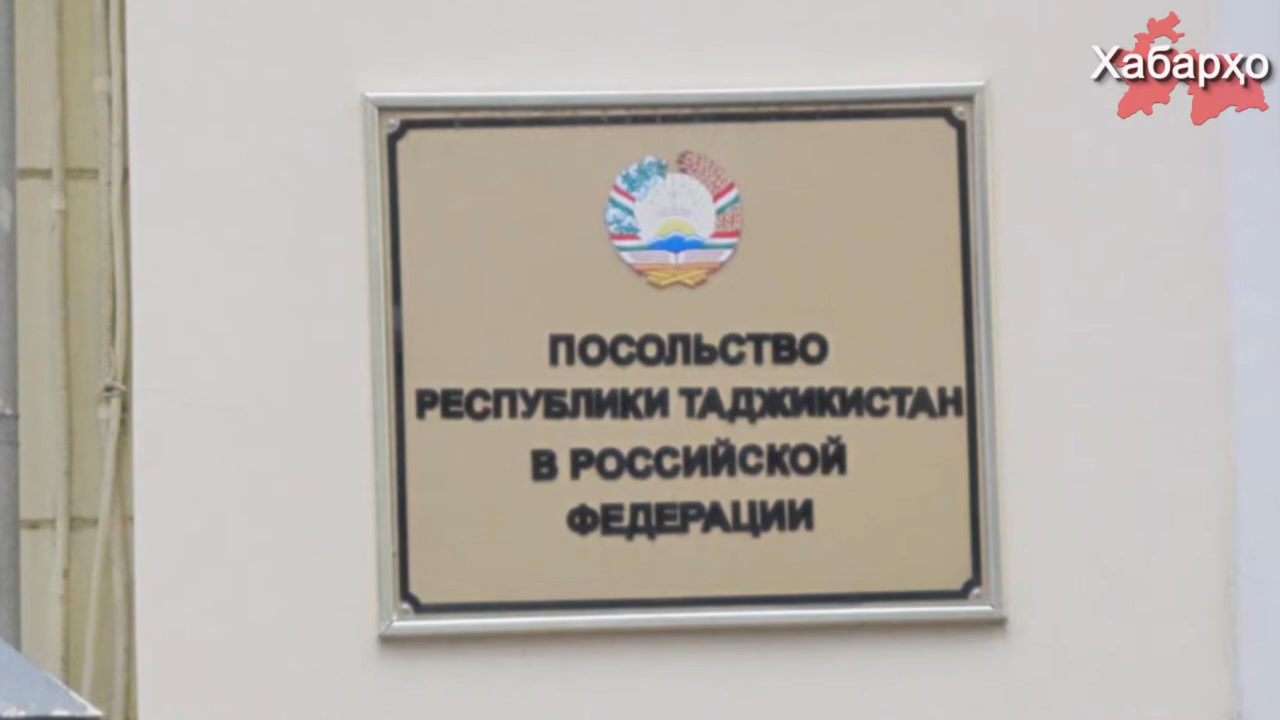 Хабарҳо
ПОСОЛЬСТВО
РЕСПУБЛИКИ ТАДЖИКИСТАН
В РОССИЙСКОЙ
ФЕДЕРАЦИИ